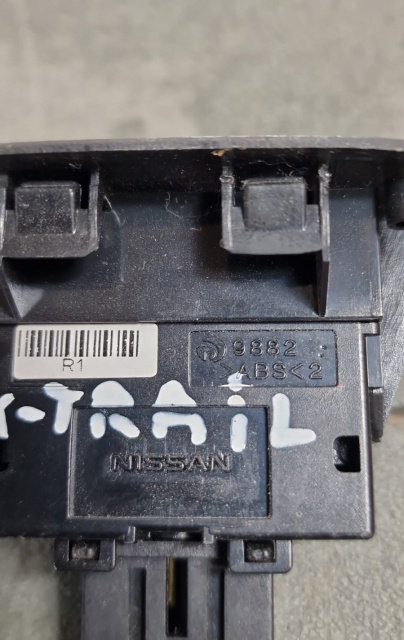 R1
9882
>ABS<2
X-TRAIL
NISSAN